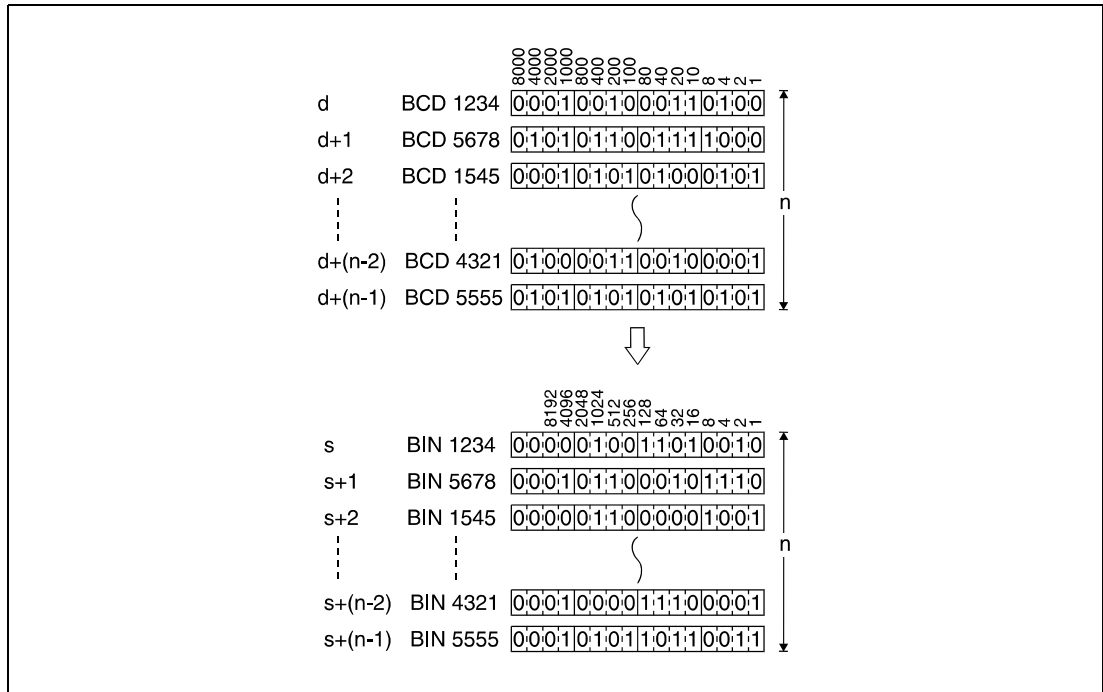 8000 4000 2000 1000 800 400 200 100 80 40 20 10 8 4 2 1
d BCD 1234 0001001000110100
d+1 BCD 5678 0101011001111000
d+2 BCD 1545 0001010101000101
n
d+(n-2) BCD 4321 0100001100100001
d+(n-1) BCD 5555 0101010101010101
8192 4096 2048 1024 512 256 128 64 32 16 8 4 2 1
s BIN 1234 0000010011010010
s+1 BIN 5678 0001011000101110
s+2 BIN 1545 0000011000001001
n
s+(n-2) BIN 4321 0001000011100001
s+(n-1) BIN 5555 0001010110110011